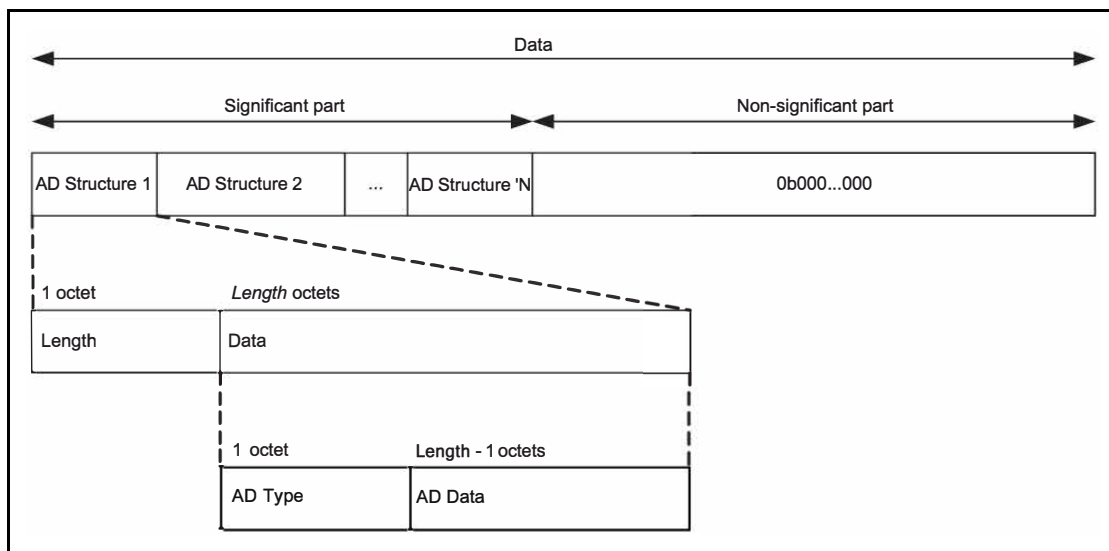 Data
Significant part
Non-significant part
AD Structure 1
AD Structure 2
...
AD Structure 'N
0b000...000
1 octet
Length octets
Length
Data
1 octet
Length - 1 octets
AD Type
AD Data